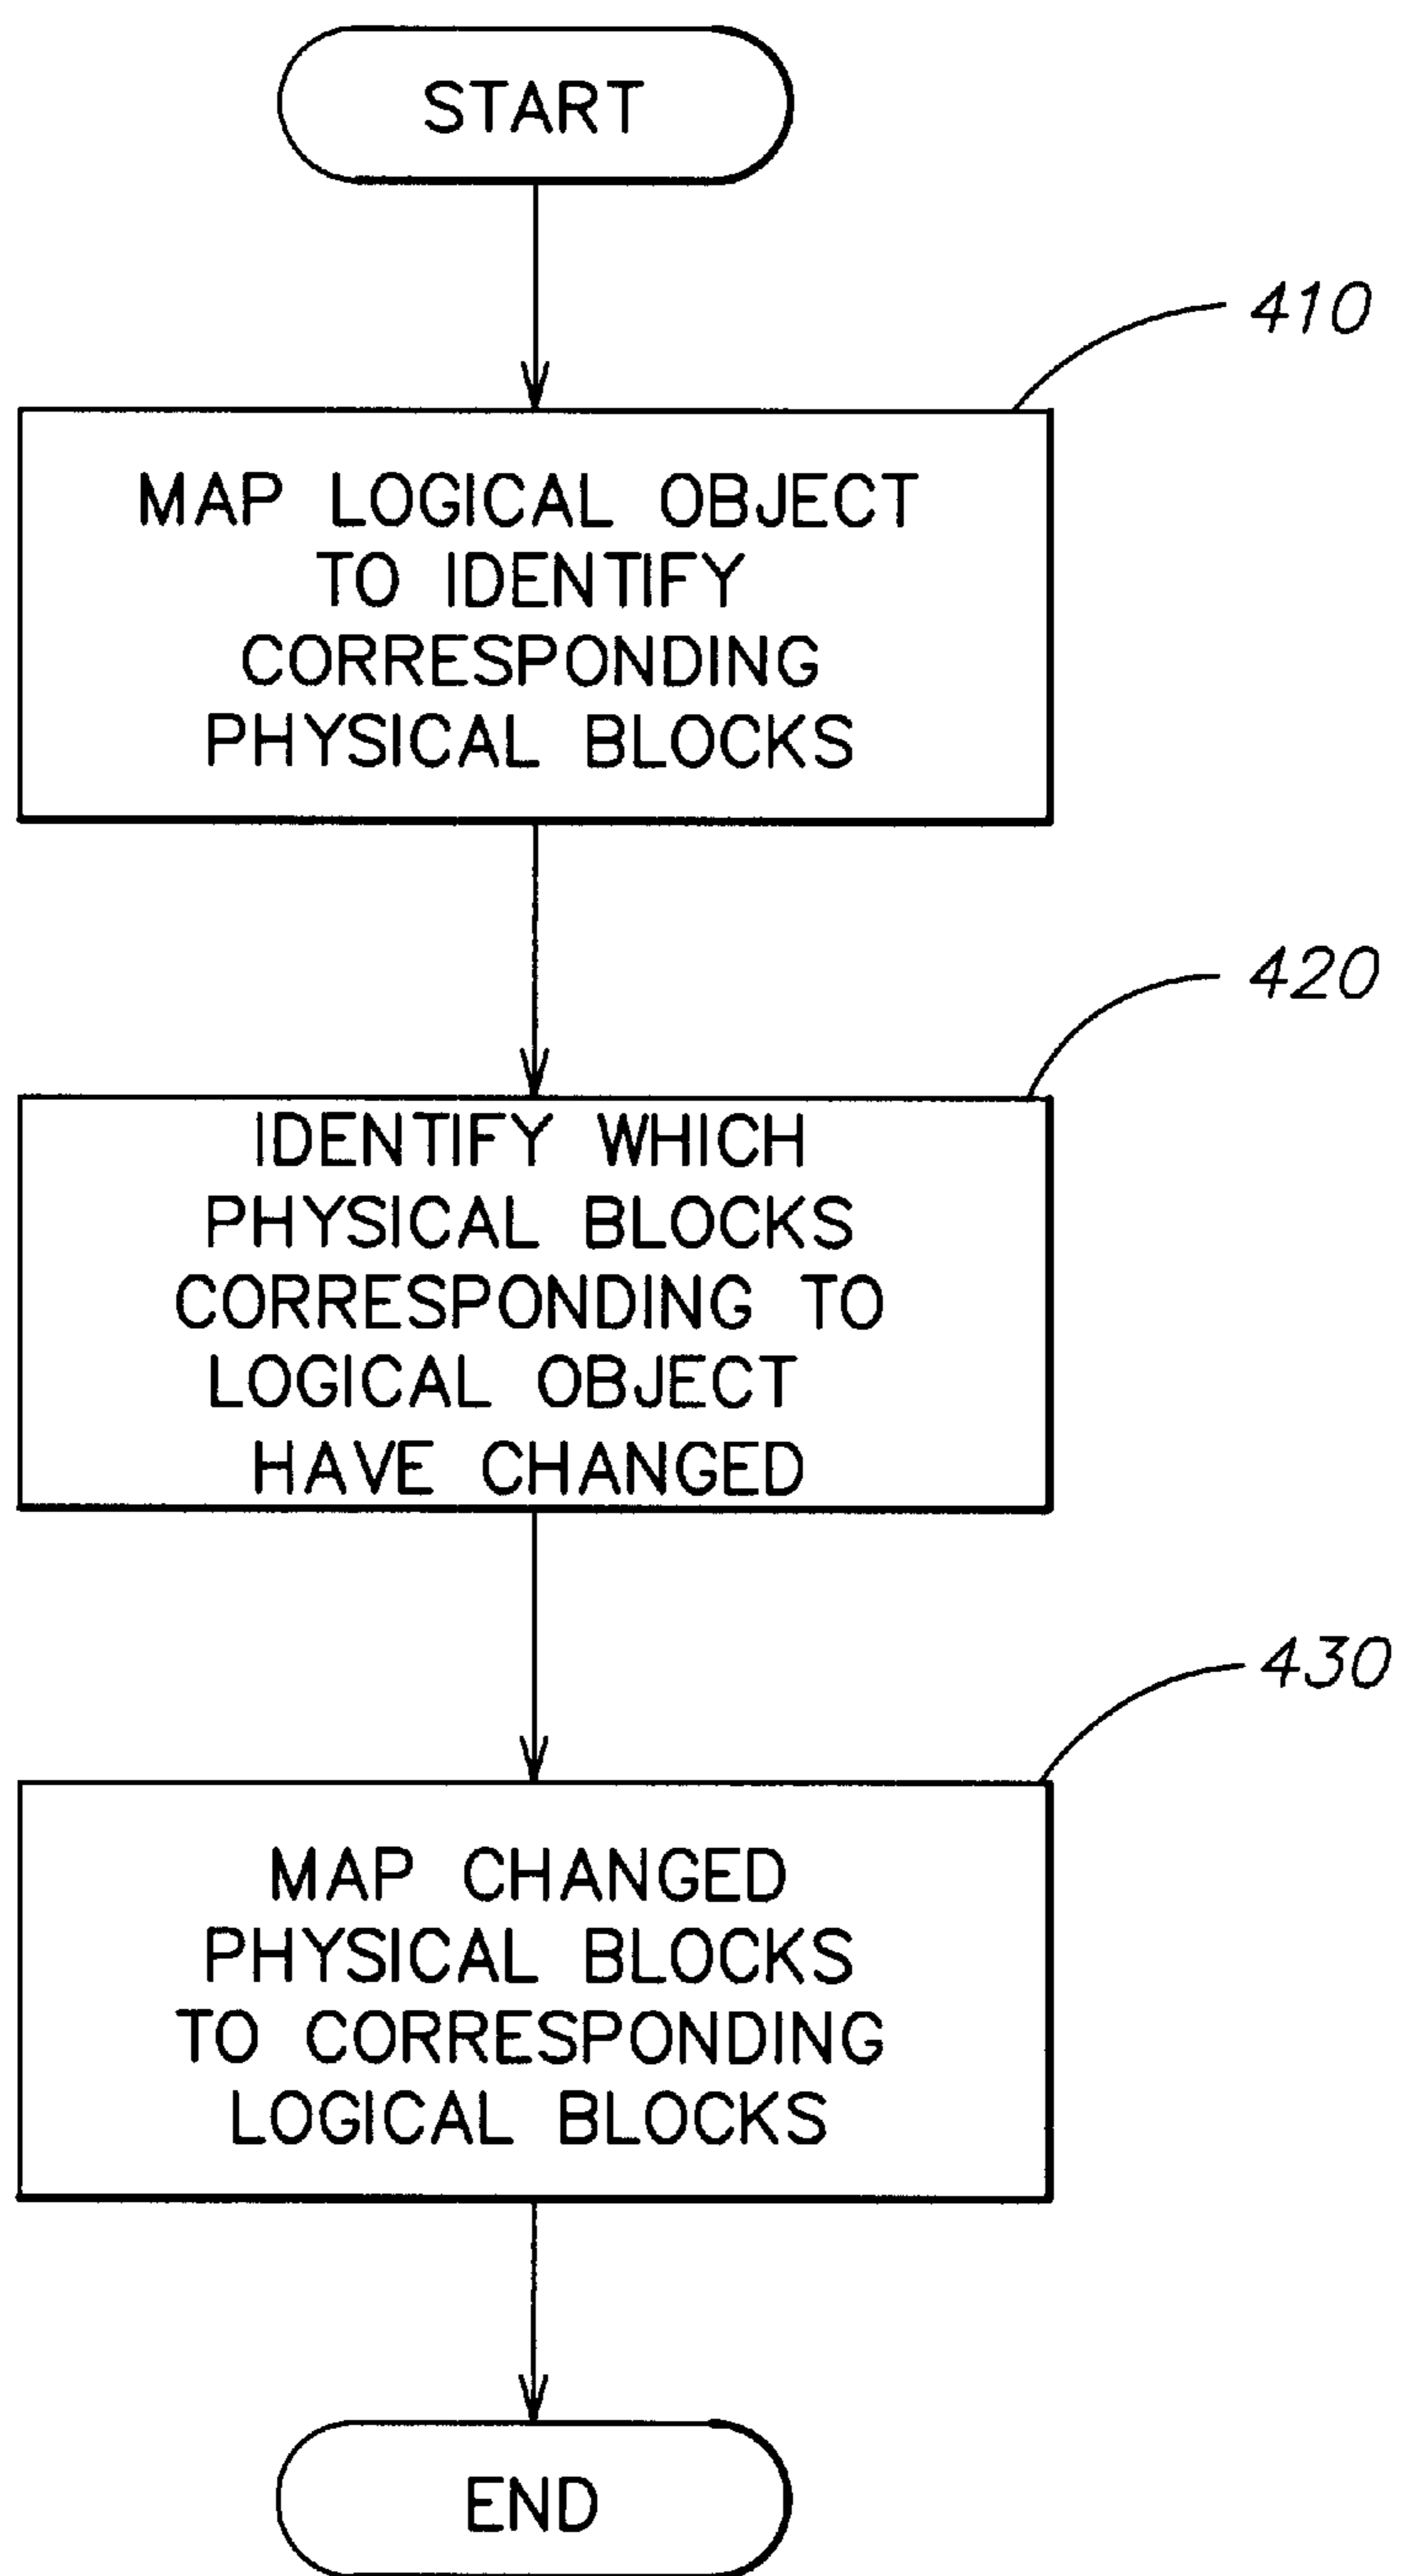 START
410
MAP LOGICAL OBJECT
TO IDENTIFY
CORRESPONDING
PHYSICAL BLOCKS
420
IDENTIFY WHICH
PHYSICAL BLOCKS
CORRESPONDING TO
LOGICAL OBJECT
HAVE CHANGED
430
MAP CHANGED
PHYSICAL BLOCKS
TO CORRESPONDING
LOGICAL BLOCKS
END